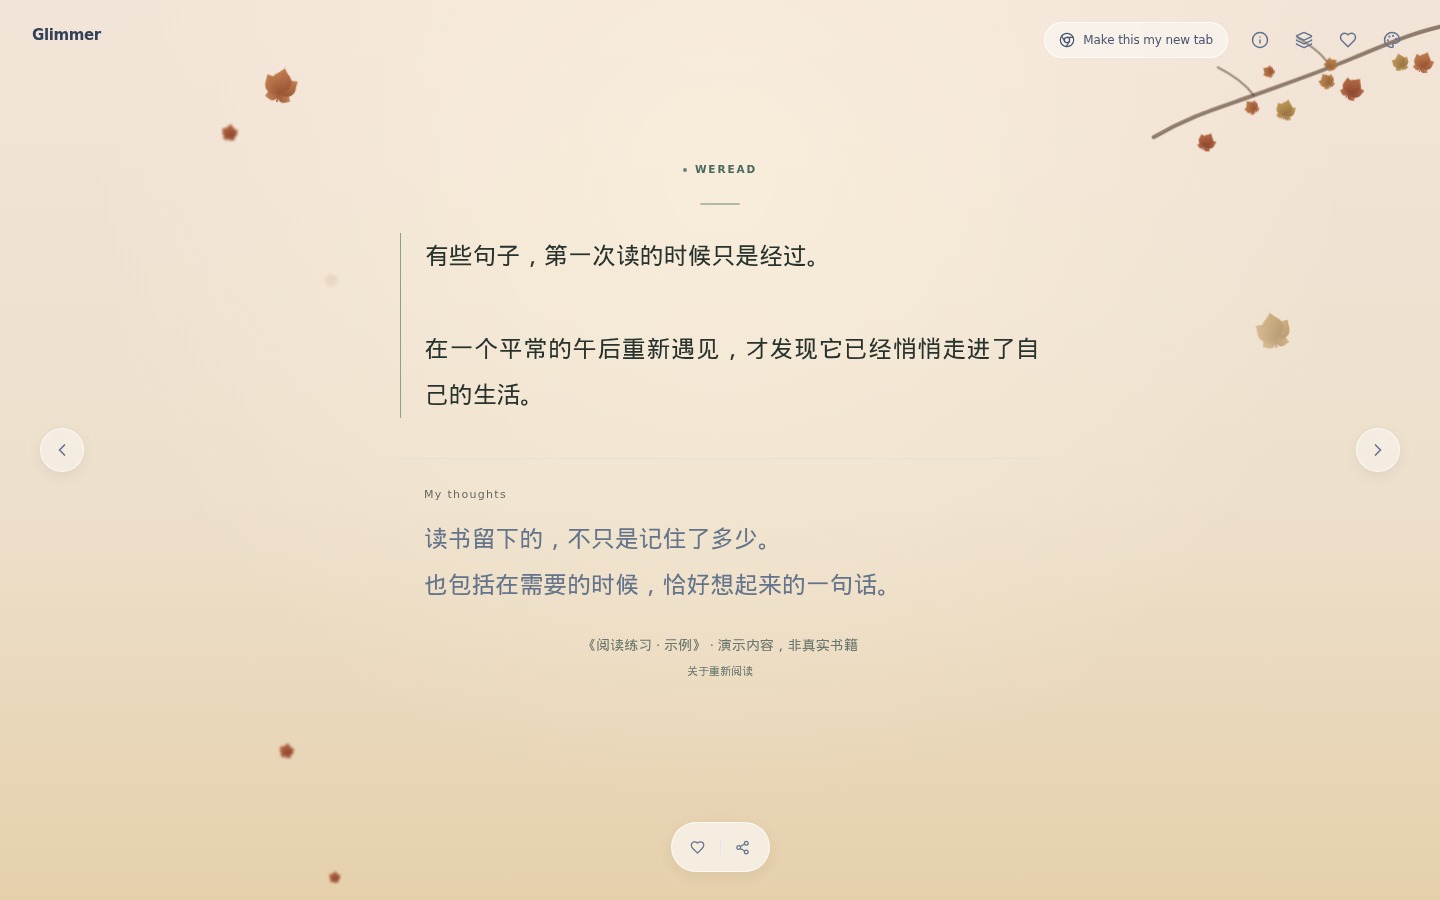 Glimmer
Make this my new tab
• WEREAD
有些句子，第一次读的时候只是经过。
在一个平常的午后重新遇见，才发现它已经悄悄走进了自
己的生活。
My thoughts
读书留下的，不只是记住了多少。
也包括在需要的时候，恰好想起来的一句话。
《阅读练习 · 示例》 · 演示内容，非真实书籍
关于重新阅读